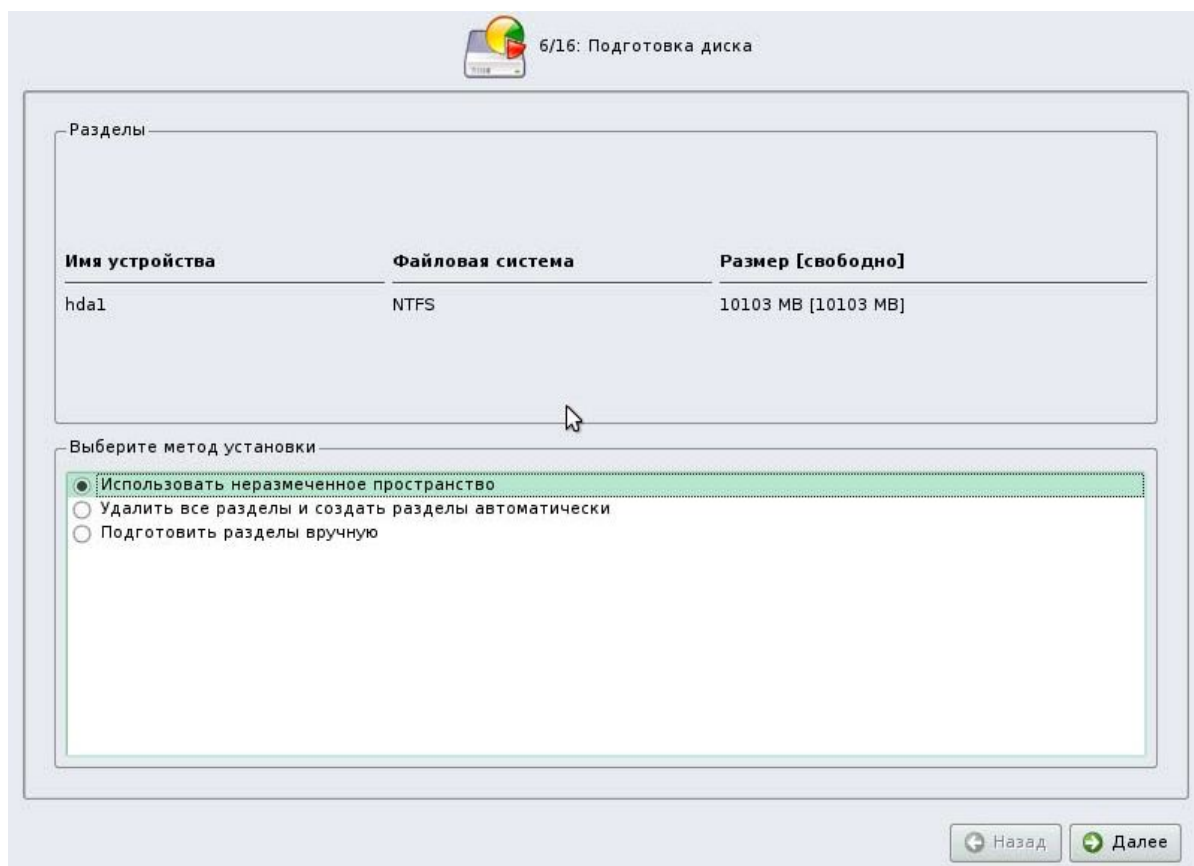 6/16: Подготовка диска
Разделы
Имя устройства Файловая система Размер [свободно]
hda1 NTFS 10103 MB [10103 MB]
Выберите метод установки
Использовать неразмеченное пространство
Удалить все разделы и создать разделы автоматически
Подготовить разделы вручную
Назад Далее